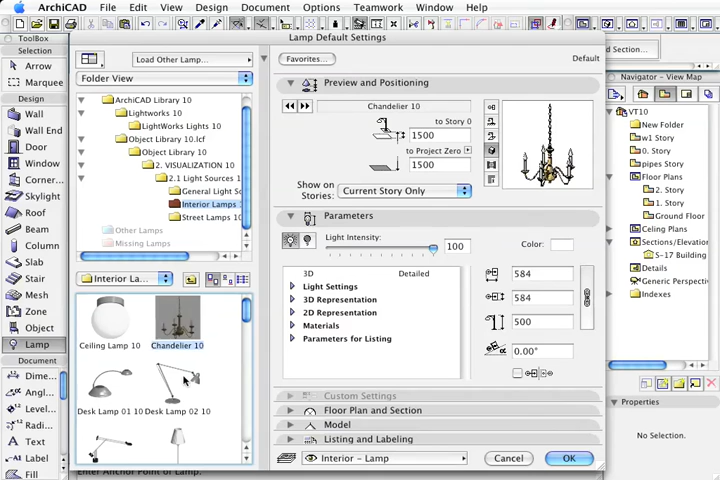 ArchiCAD File Edit View Design Document Options Teamwork Window Help
Lamp Default Settings
ToolBox
Selection
Arrow
Marquee
Design
Wall
Wall End
Door
Window
Corner...
Skylight
Roof
Beam
Column
Slab
Stair
Mesh
Zone
Object
Lamp
Document
Dime...
Angl...
Level...
Radi...
Text
Label
Fill
Load Other Lamp...
Folder View
ArchiCAD Library 10
Lightworks 10
LightWorks Lights 10
Object Library 10.lcf
Object Library 10
2. VISUALIZATION 10
2.1 Light Sources 1
General Light Sc
Interior Lamps
Street Lamps 10
Other Lamps
Missing Lamps
Interior La...
Ceiling Lamp 10
Chandelier 10
Desk Lamp 01 10
Desk Lamp 02 10
Favorites...
Default
Preview and Positioning
Chandelier 10
to Story 0
1500
to Project Zero
1500
Show on
Stories:
Current Story Only
Parameters
Light Intensity:
100
Color:
3D
Detailed
Light Settings
3D Representation
2D Representation
Materials
Parameters for Listing
584
584
500
0.00°
Custom Settings
Floor Plan and Section
Model
Listing and Labeling
Interior - Lamp
Cancel
OK
Enter Anchor Point of Lamp.
d Section...
Navigator - View Map
VT10
New Folder
w1 Story
0. Story
pipes Story
Floor Plans
2. Story
1. Story
Ground Floor
Ceiling Plans
Sections/Elevation
S-17 Building
Details
Generic Perspective
Indexes
Properties
No Selection.